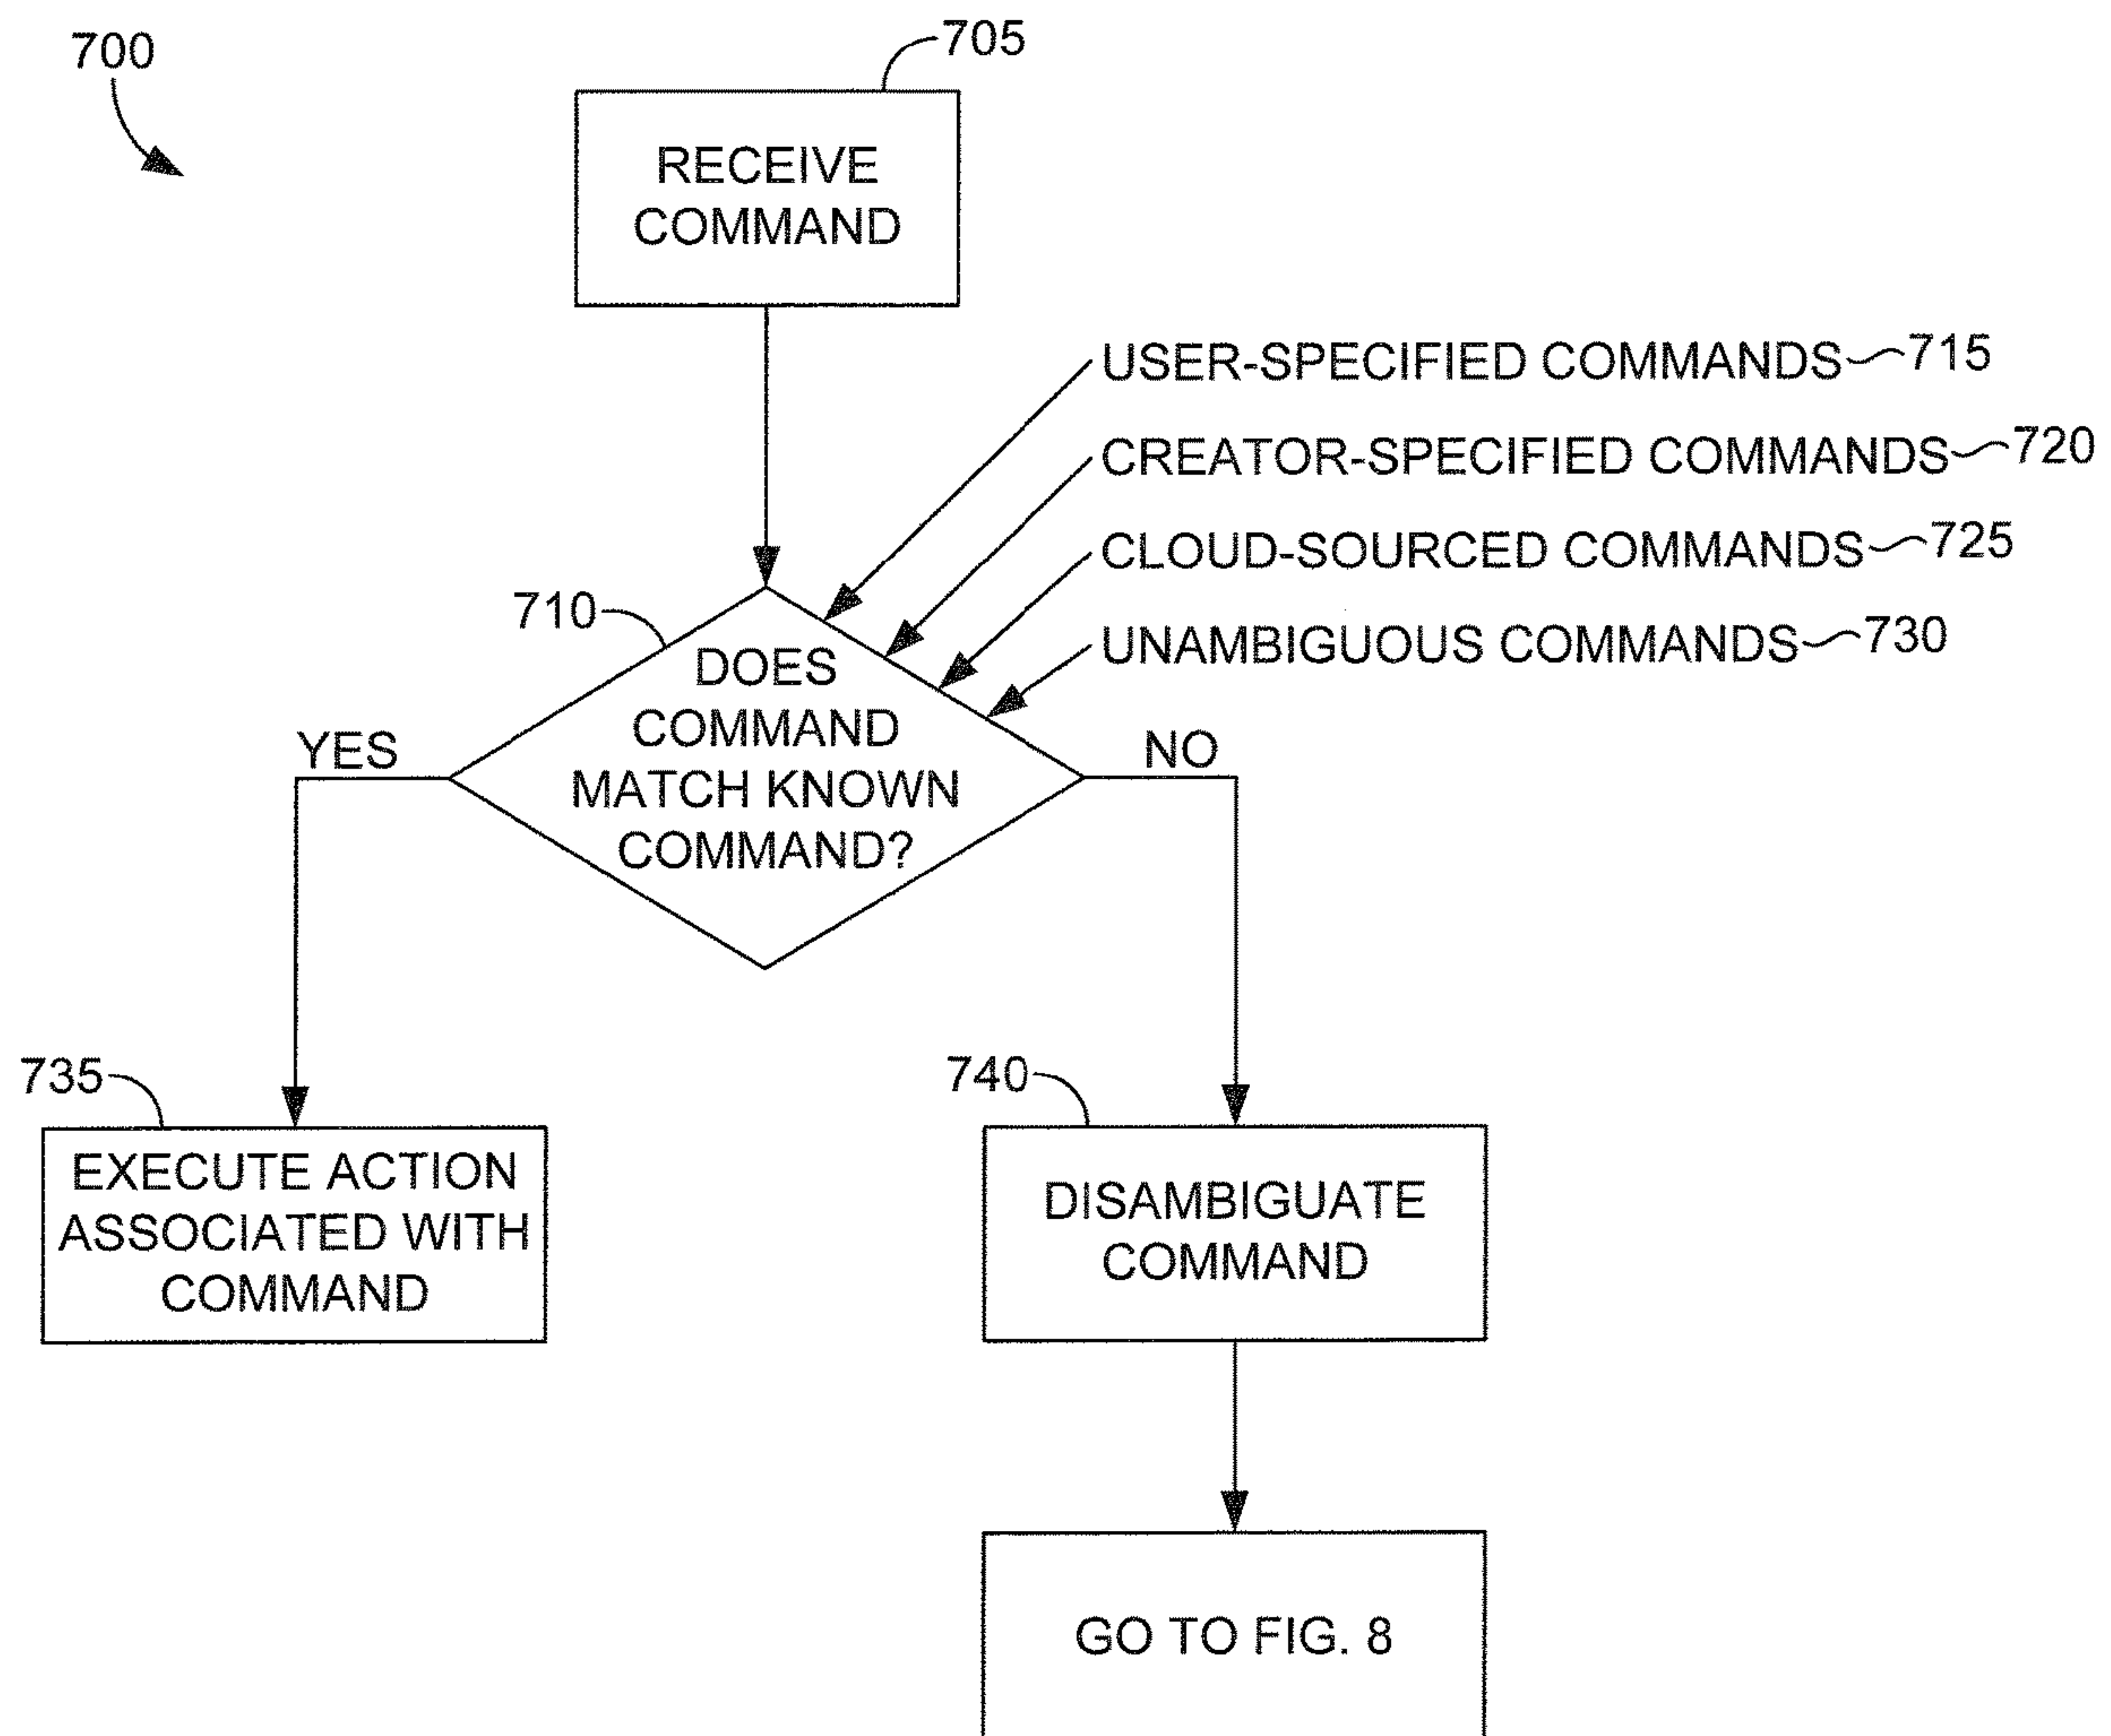 700
705
RECEIVE
COMMAND
USER-SPECIFIED COMMANDS 715
CREATOR-SPECIFIED COMMANDS 720
CLOUD-SOURCED COMMANDS 725
UNAMBIGUOUS COMMANDS 730
710
DOES
COMMAND
MATCH KNOWN
COMMAND?
YES
NO
735
EXECUTE ACTION
ASSOCIATED WITH
COMMAND
740
DISAMBIGUATE
COMMAND
GO TO FIG. 8